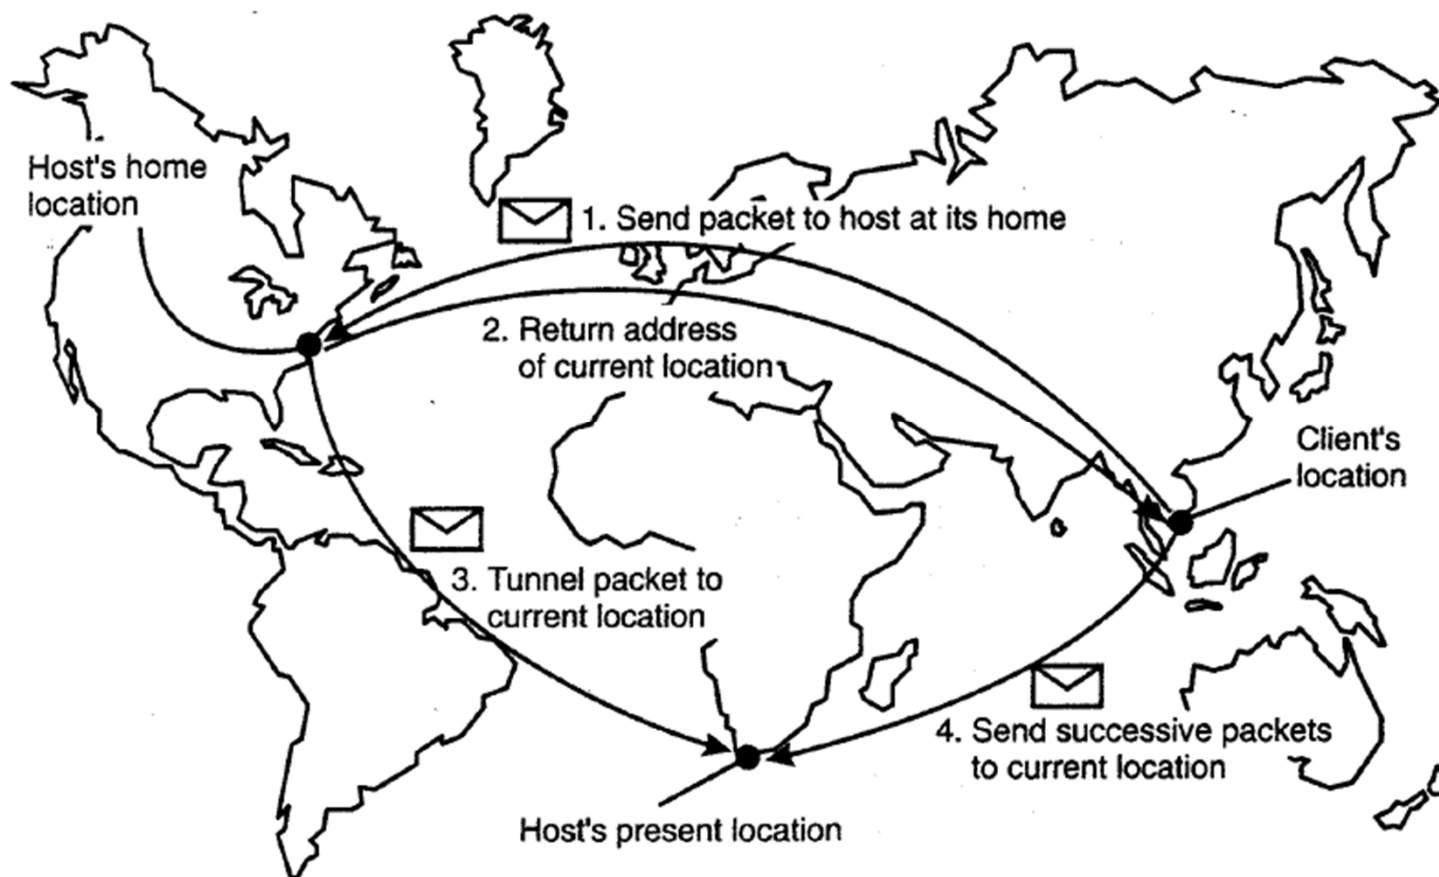 Host's home
location
1. Send packet to host at its home
2. Return address
of current location
Client's
location
3. Tunnel packet to
current location
4. Send successive packets
to current location
Host's present location